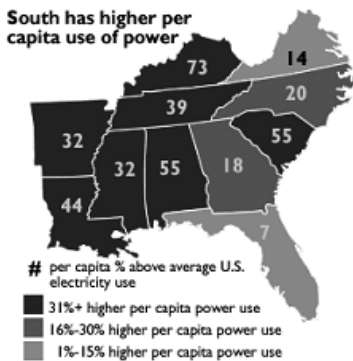 South has higher per
capita use of power
73
14
39
20
32
32
55
18
55
44
7
# per capita % above average U.S.
electricity use
31%+ higher per capita power use
16%-30% higher per capita power use
1%-15% higher per capita power use